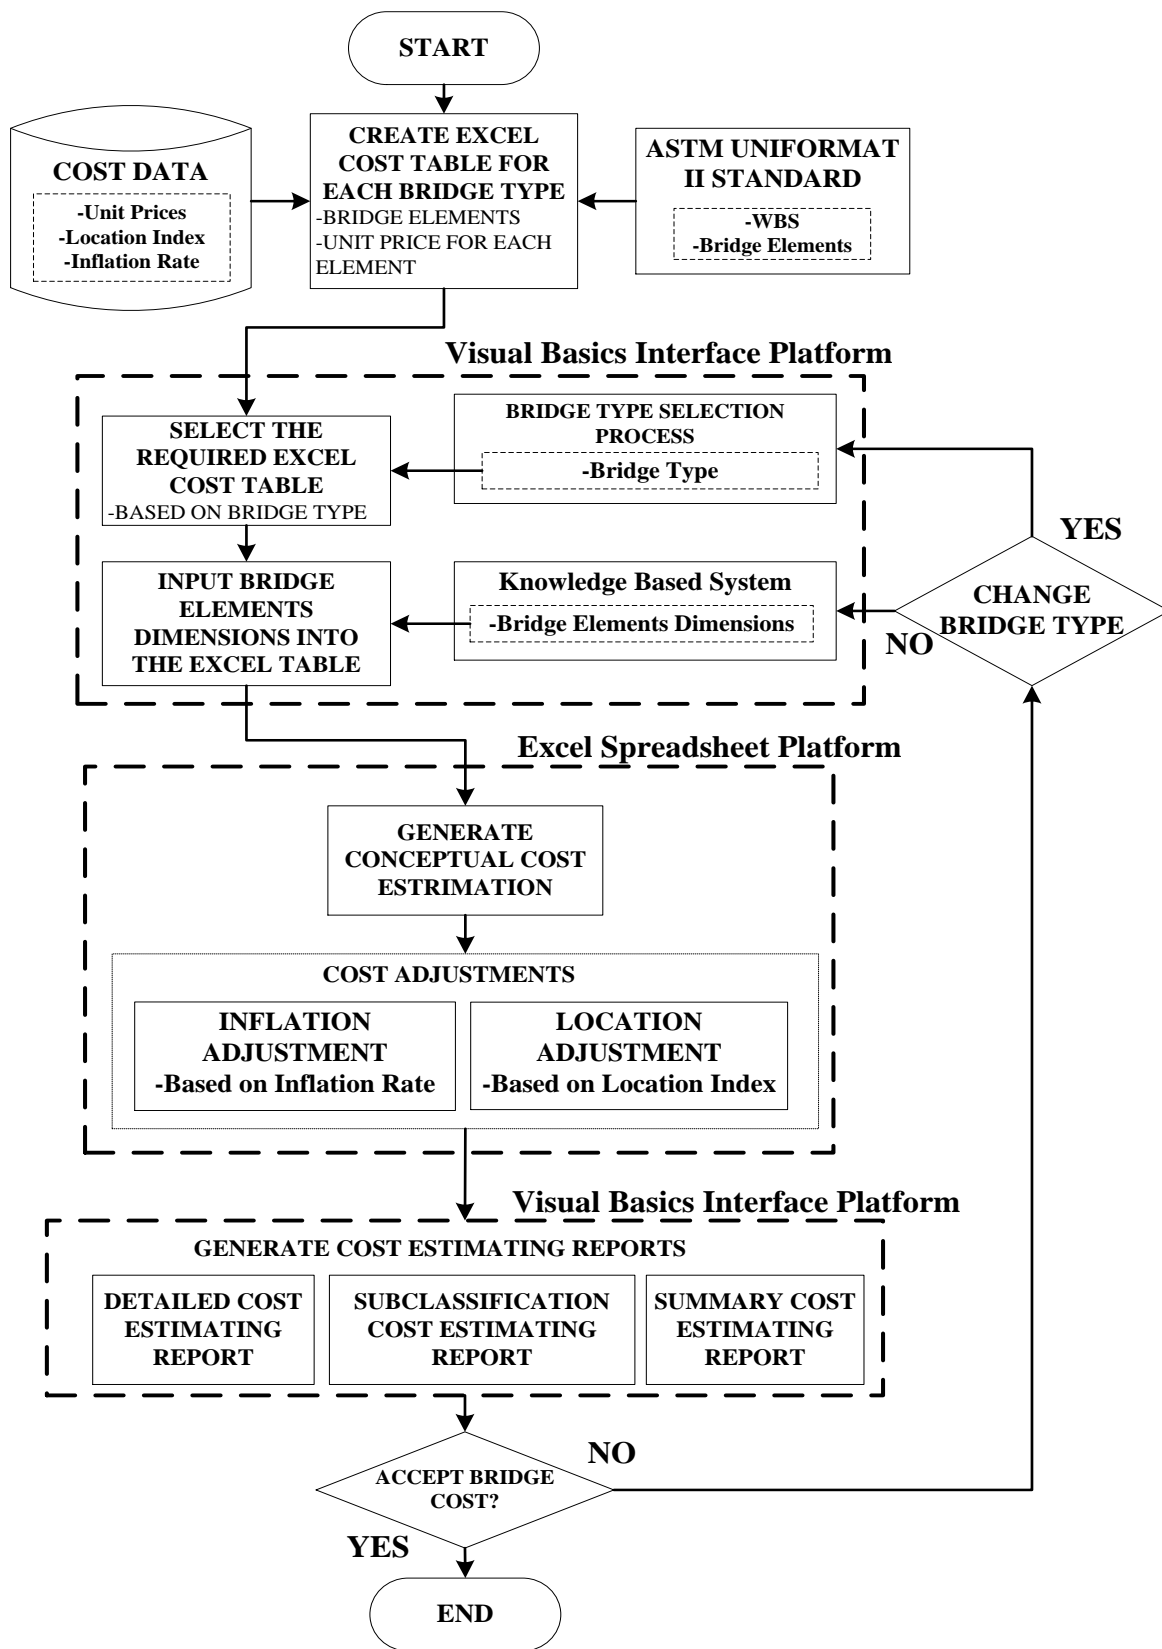 START
COST DATA
-Unit Prices
-Location Index
-Inflation Rate
CREATE EXCEL
COST TABLE FOR
EACH BRIDGE TYPE
-BRIDGE ELEMENTS
-UNIT PRICE FOR EACH
ELEMENT
ASTM UNIFORMAT
II STANDARD
-WBS
-Bridge Elements
Visual Basics Interface Platform
SELECT THE
REQUIRED EXCEL
COST TABLE
-BASED ON BRIDGE TYPE
BRIDGE TYPE SELECTION
PROCESS
-Bridge Type
INPUT BRIDGE
ELEMENTS
DIMENSIONS INTO
THE EXCEL TABLE
Knowledge Based System
-Bridge Elements Dimensions
YES
CHANGE
BRIDGE TYPE
NO
Excel Spreadsheet Platform
GENERATE
CONCEPTUAL COST
ESTRIMATION
COST ADJUSTMENTS
INFLATION
ADJUSTMENT
-Based on Inflation Rate
LOCATION
ADJUSTMENT
-Based on Location Index
Visual Basics Interface Platform
GENERATE COST ESTIMATING REPORTS
DETAILED COST
ESTIMATING
REPORT
SUBCLASSIFICATION
COST ESTIMATING
REPORT
SUMMARY COST
ESTIMATING
REPORT
ACCEPT BRIDGE
COST?
NO
YES
END